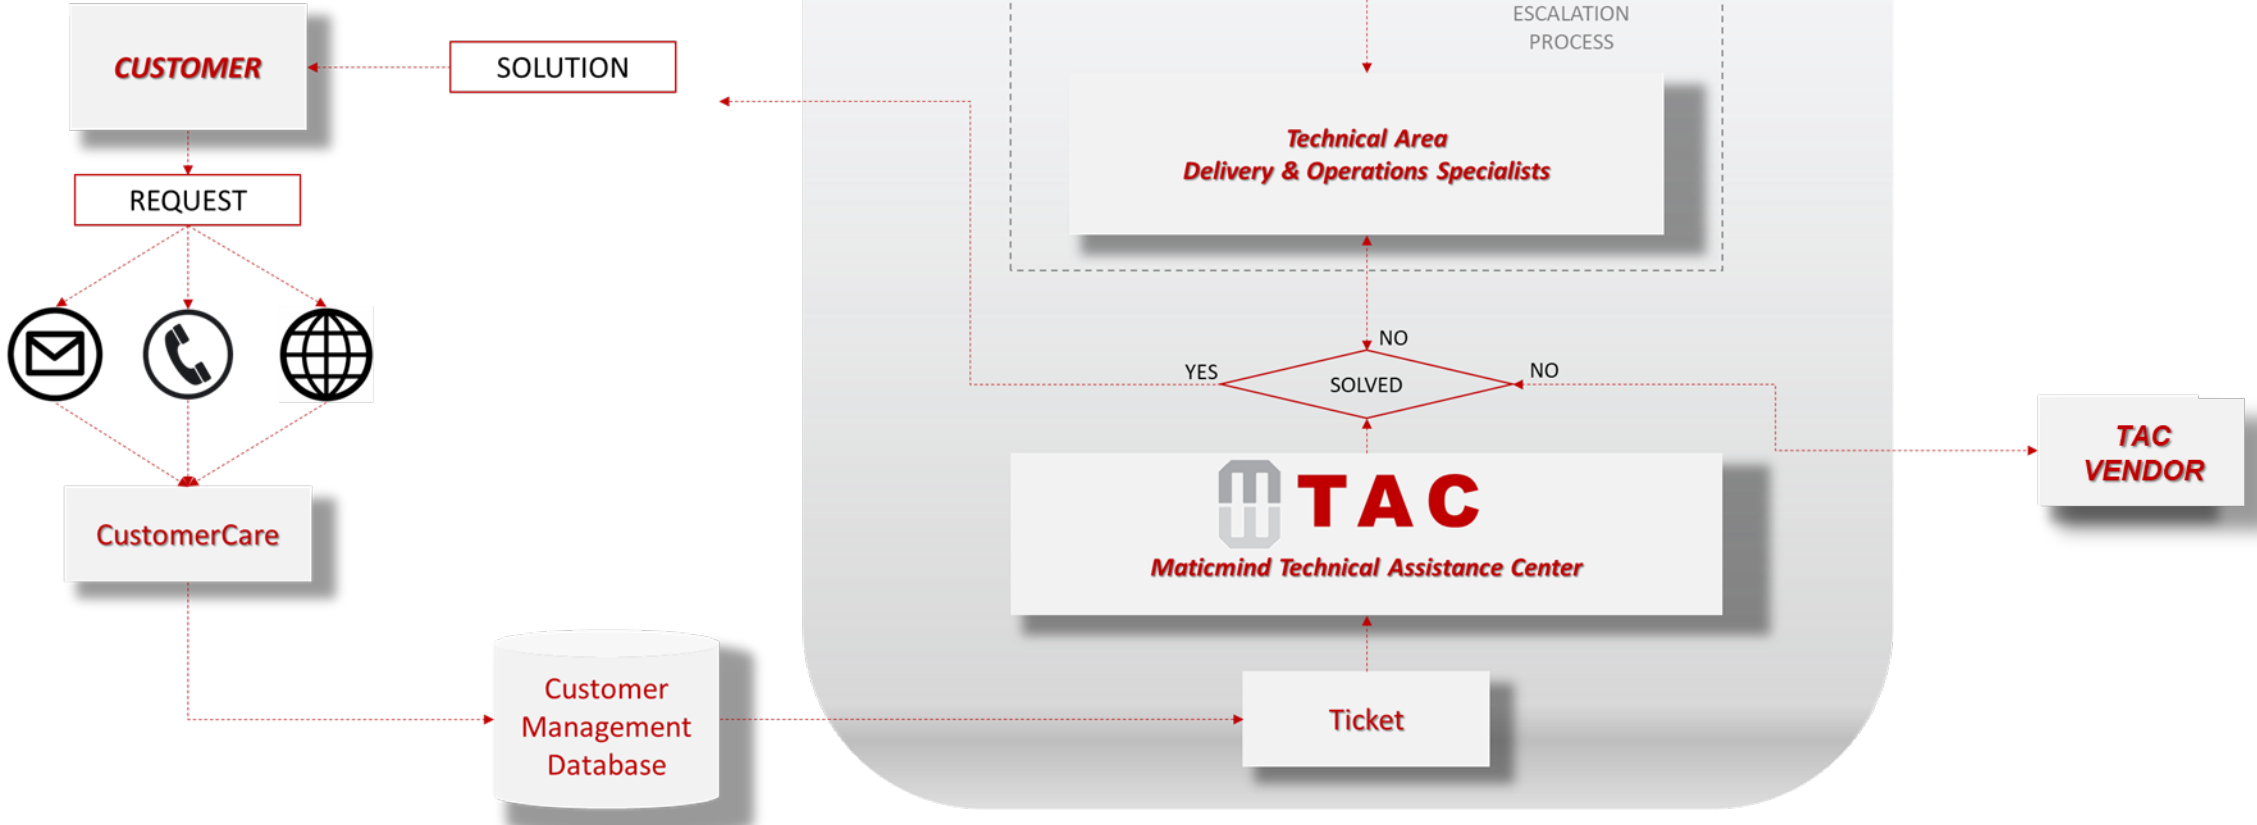 ESCALATION
PROCESS
CUSTOMER
SOLUTION
Technical Area
Delivery & Operations Specialists
REQUEST
NO
YES
SOLVED
NO
TAC
VENDOR
TAC
Maticmind Technical Assistance Center
CustomerCare
Customer
Management
Database
Ticket